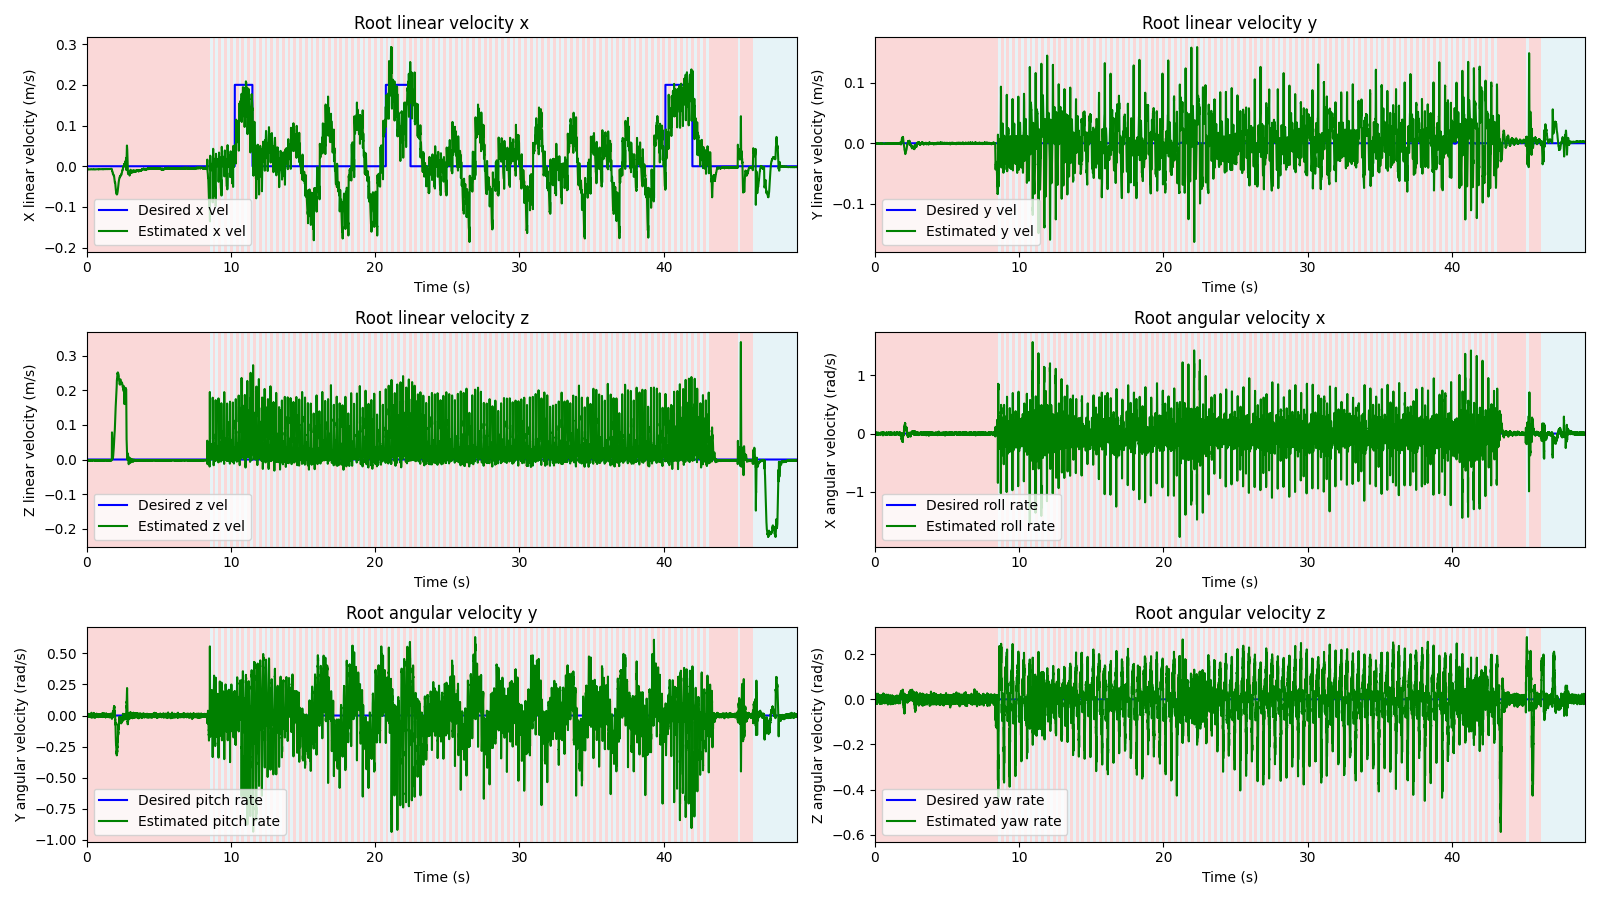 Root linear velocity x
X linear velocity (m/s)
0.3
0.2
0.1
0.0
−0.1
−0.2
Desired x vel
Estimated x vel
0 10 20 30 40
Time (s)
Root linear velocity y
Y linear velocity (m/s)
0.1
0.0
−0.1
Desired y vel
Estimated y vel
0 10 20 30 40
Time (s)
Root linear velocity z
Z linear velocity (m/s)
0.3
0.2
0.1
0.0
−0.1
−0.2
Desired z vel
Estimated z vel
0 10 20 30 40
Time (s)
Root angular velocity x
X angular velocity (rad/s)
1
0
−1
Desired roll rate
Estimated roll rate
0 10 20 30 40
Time (s)
Root angular velocity y
Y angular velocity (rad/s)
0.50
0.25
0.00
−0.25
−0.50
−0.75
−1.00
Desired pitch rate
Estimated pitch rate
0 10 20 30 40
Time (s)
Root angular velocity z
Z angular velocity (rad/s)
0.2
0.0
−0.2
−0.4
−0.6
Desired yaw rate
Estimated yaw rate
0 10 20 30 40
Time (s)